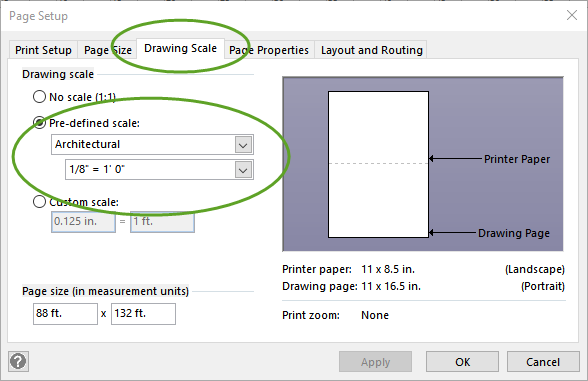 Page Setup
Print Setup Page Size Drawing Scale Page Properties Layout and Routing
Drawing scale
No scale (1:1)
Pre-defined scale:
Architectural
1/8" = 1' 0"
Custom scale:
0.125 in. = 1 ft.
Printer Paper
Drawing Page
Printer paper: 11 x 8.5 in. (Landscape)
Drawing page: 11 x 16.5 in. (Portrait)
Page size (in measurement units)
88 ft. x 132 ft.
Print zoom: None
? Apply OK Cancel